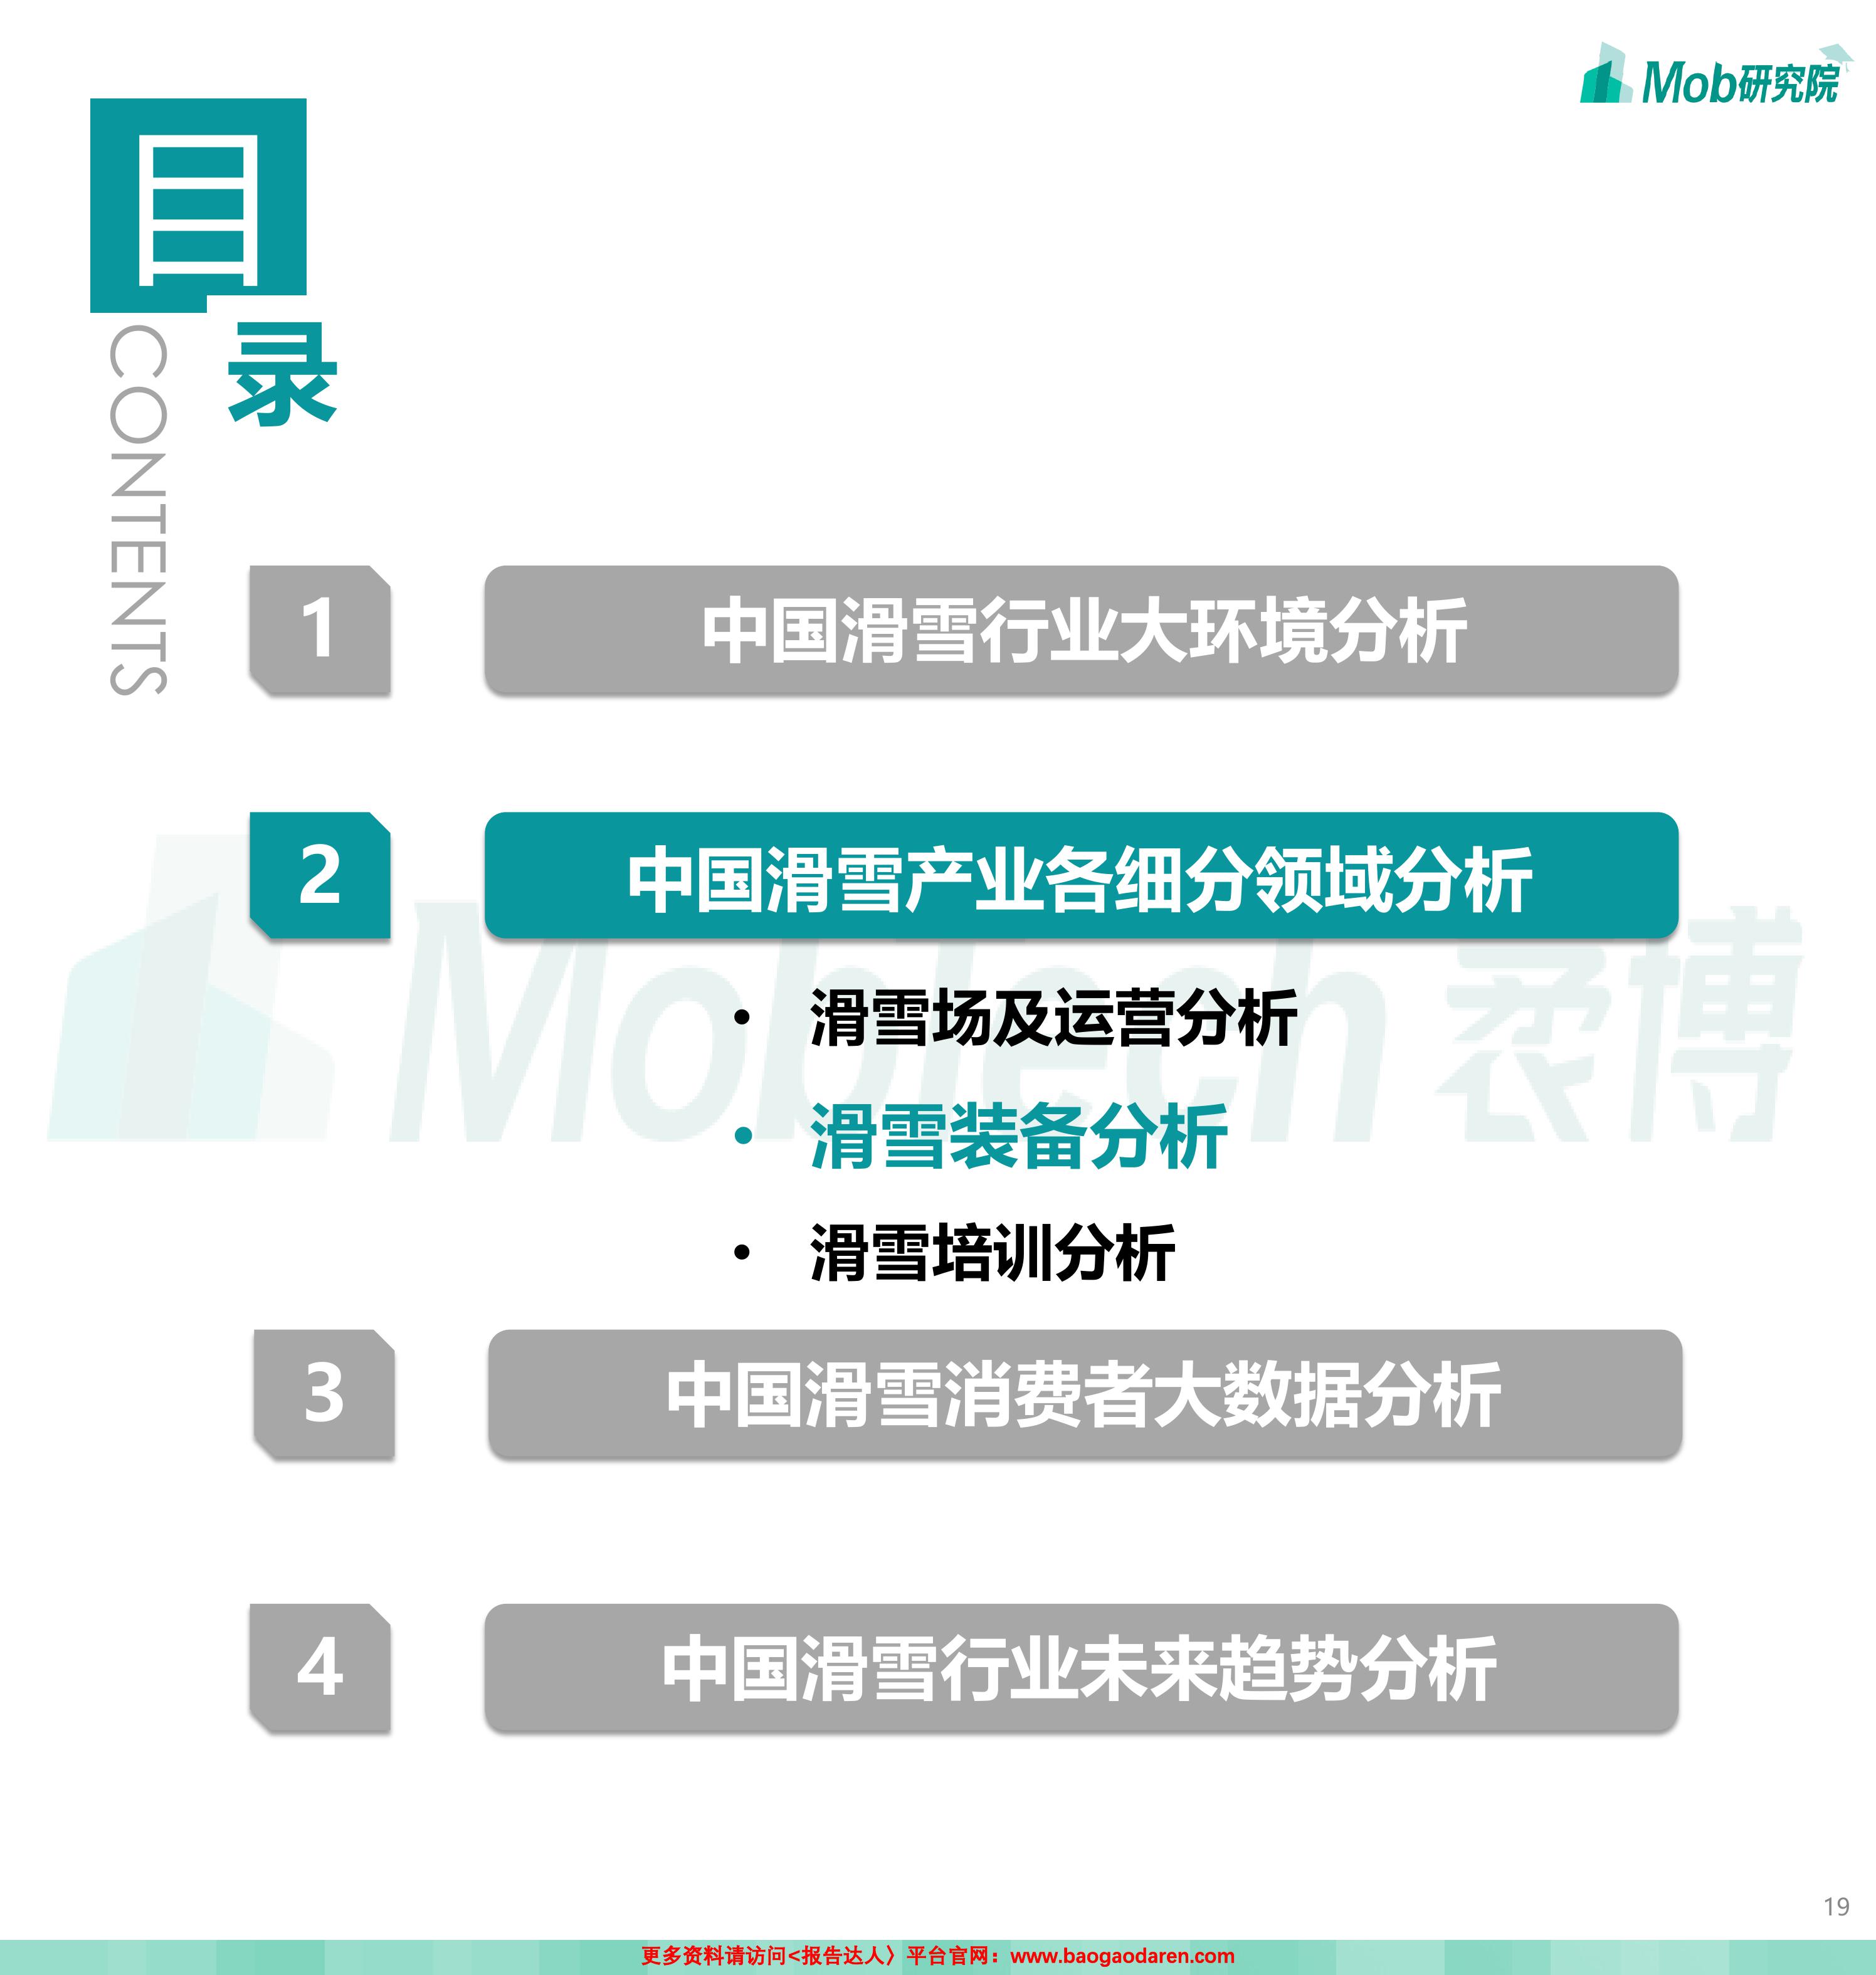 Mob研究院
目
录
CONTENTS
1
中国滑雪行业大环境分析
2
中国滑雪产业各细分领域分析
• 滑雪场及运营分析
• 滑雪装备分析
• 滑雪培训分析
3
中国滑雪消费者大数据分析
4
中国滑雪行业未来趋势分析
Mobtech 袤博
19
更多资料请访问<报告达人〉平台官网：www.baogaodaren.com